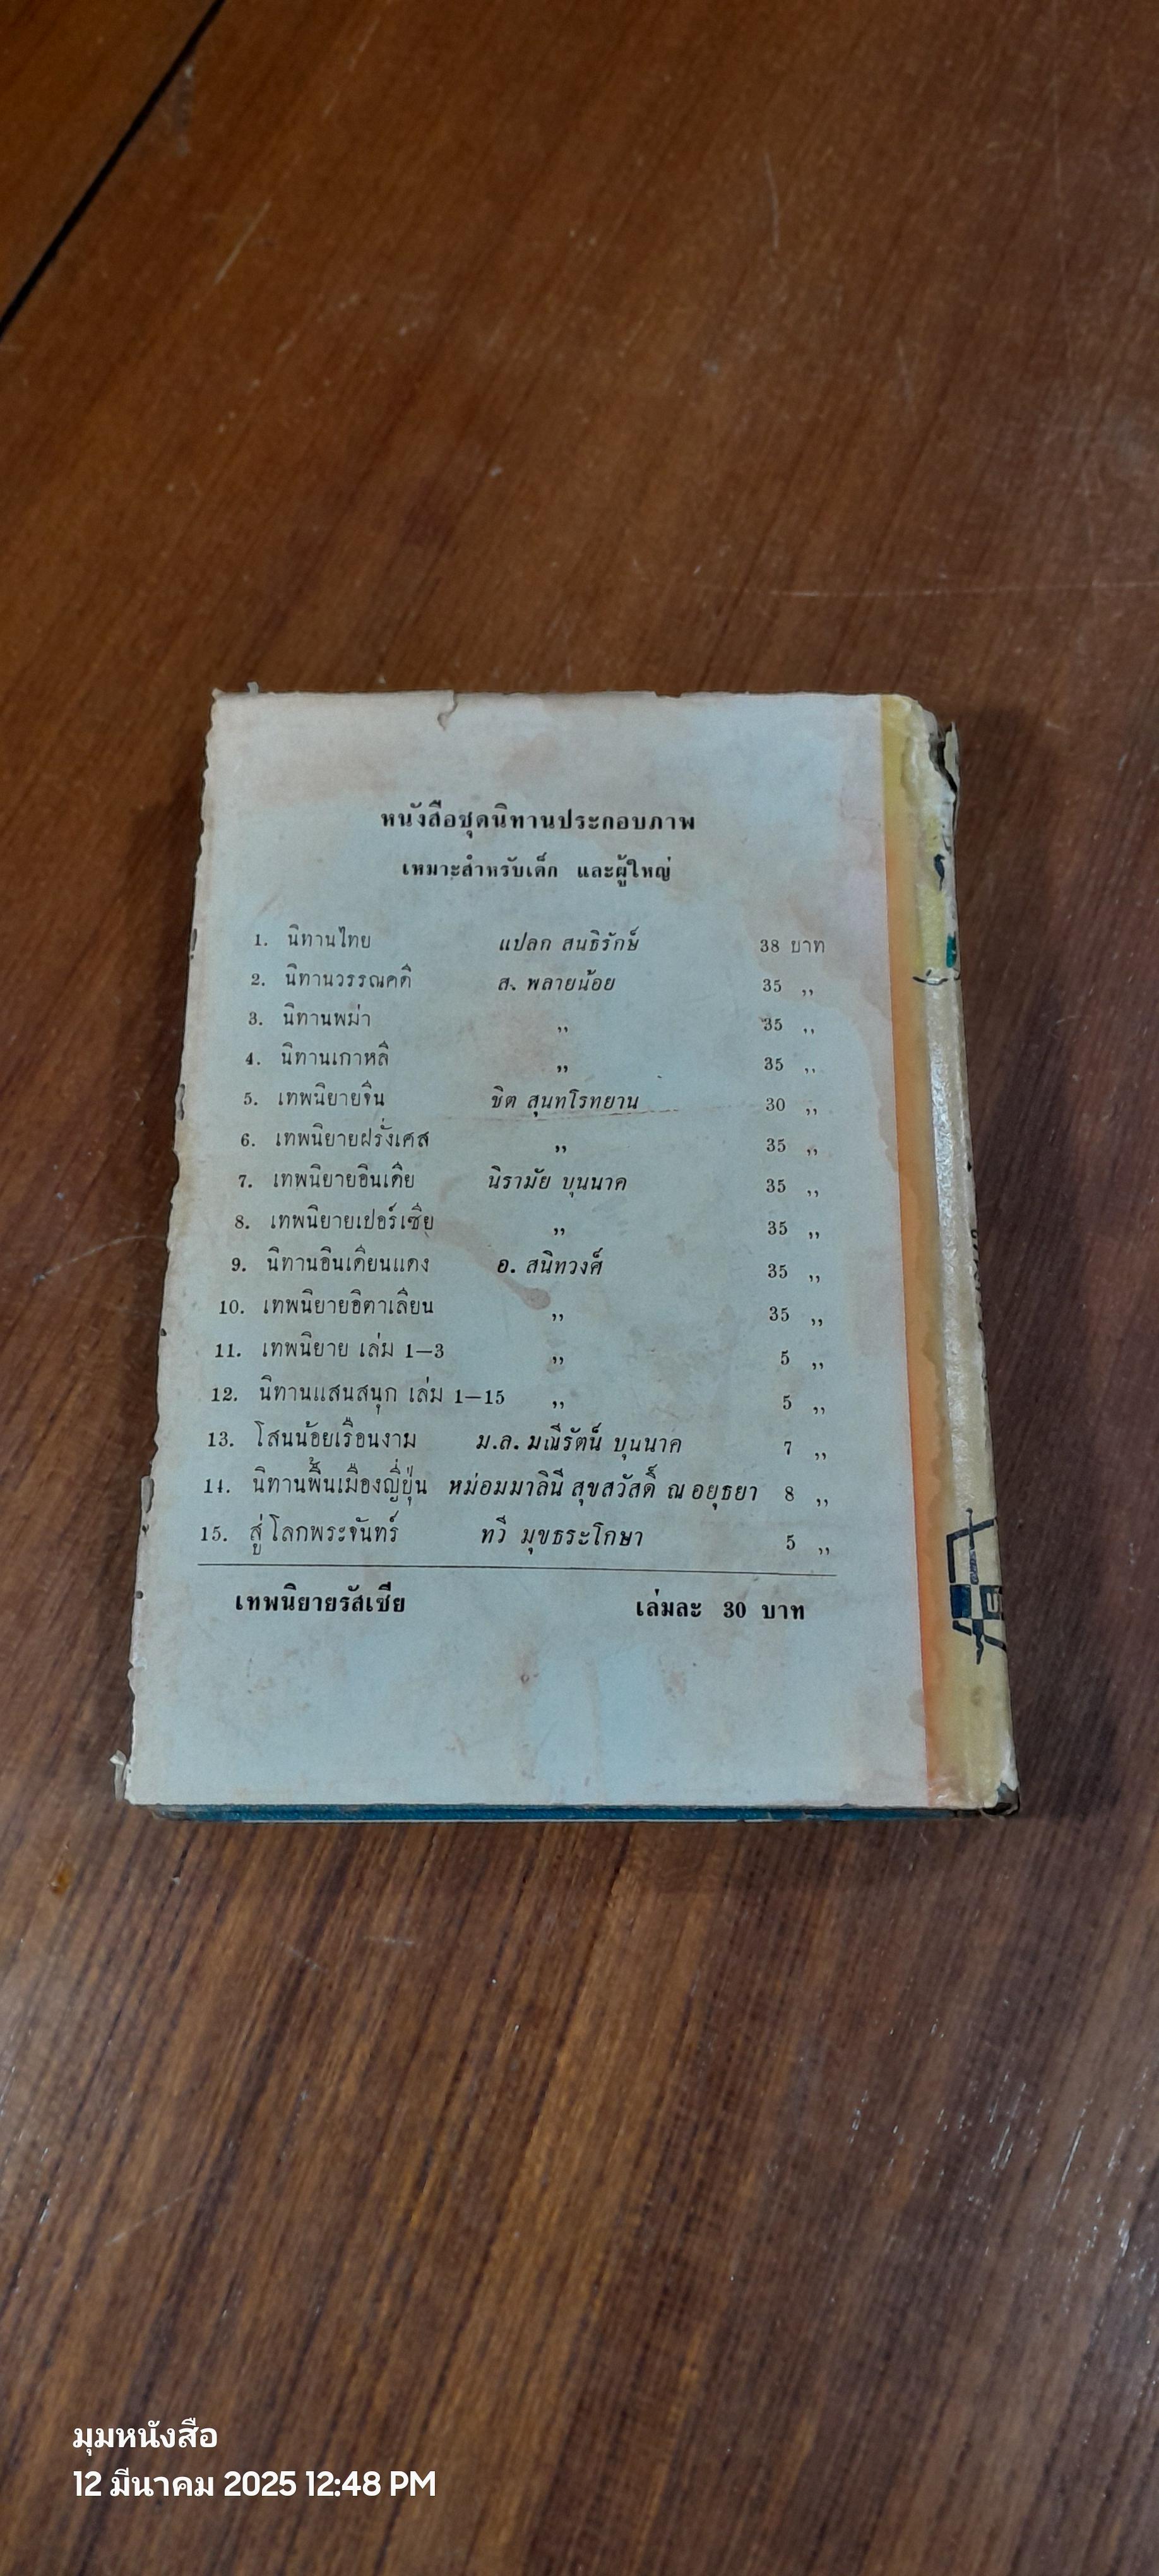 หนังสือชุดนิทานประกอบภาพ
เหมาะสำหรับเด็ก และผู้ใหญ่
1. นิทานไทย แปลก สนธิรักษ์ 38 บาท
2. นิทานวรรณคดี ส. พลายน้อย 35 ,,
3. นิทานพม่า ,, 35 ,,
4. นิทานเกาหลี ,, 35 ,,
5. เทพนิยายจีน ชิต สุนทโรทยาน 30 ,,
6. เทพนิยายฝรั่งเศส ,, 35 ,,
7. เทพนิยายอินเดีย นิรามัย บุนนาค 35 ,,
8. เทพนิยายเปอร์เซีย ,, 35 ,,
9. นิทานอินเดียนแดง อ. สนิทวงศ์ 35 ,,
10. เทพนิยายอิตาเลียน ,, 35 ,,
11. เทพนิยาย เล่ม 1—3 ,, 5 ,,
12. นิทานแสนสนุก เล่ม 1—15 ,, 5 ,,
13. โสนน้อยเรือนงาม ม.ล. มณีรัตน์ บุนนาค 7 ,,
14. นิทานพื้นเมืองญี่ปุ่น หม่อมมาลินี สุขสวัสดิ์ ณ อยุธยา 8 ,,
15. สู่โลกพระจันทร์ ทวี มุขธระโกษา 5 ,,
เทพนิยายรัสเซีย เล่มละ 30 บาท
มุมหนังสือ
12 มีนาคม 2025 12:48 PM